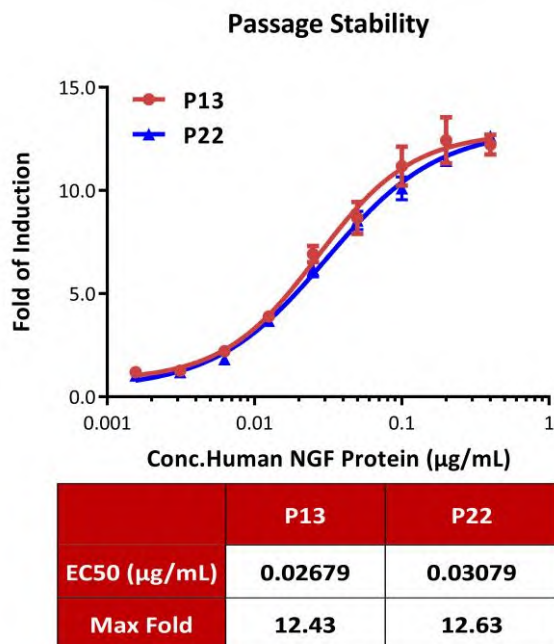 Passage Stability
15.0
10.0
5.0
0.0
P13
P22
Fold of Induction
0.001 0.01 0.1 1
Conc.Human NGF Protein (μg/mL)
P13 P22
EC50 (μg/mL) 0.02679 0.03079
Max Fold 12.43 12.63